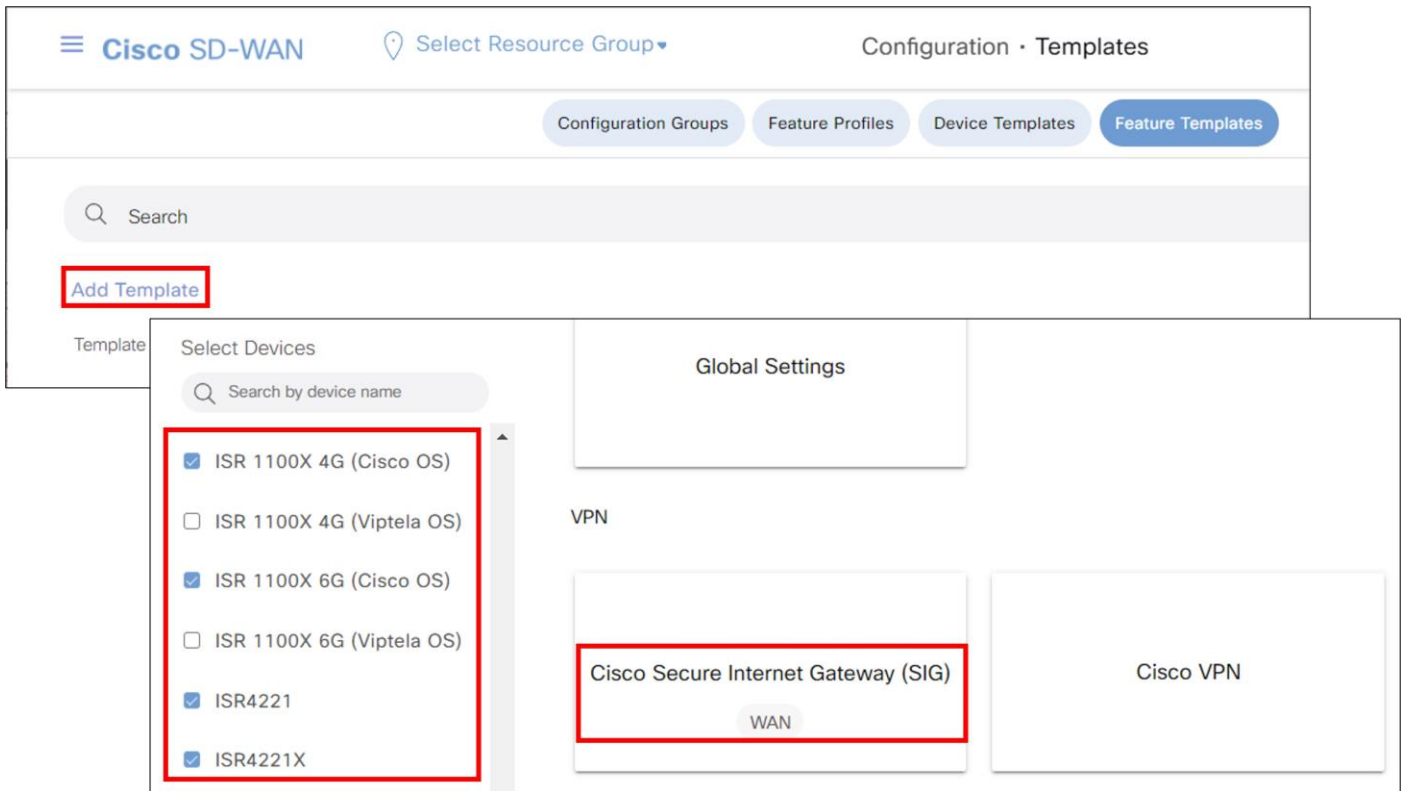 Cisco SD-WAN
Select Resource Group
Configuration · Templates
Configuration Groups
Feature Profiles
Device Templates
Feature Templates
Search
Add Template
Template
Select Devices
Search by device name
ISR 1100X 4G (Cisco OS)
ISR 1100X 4G (Viptela OS)
ISR 1100X 6G (Cisco OS)
ISR 1100X 6G (Viptela OS)
ISR4221
ISR4221X
Global Settings
VPN
Cisco Secure Internet Gateway (SIG)
WAN
Cisco VPN